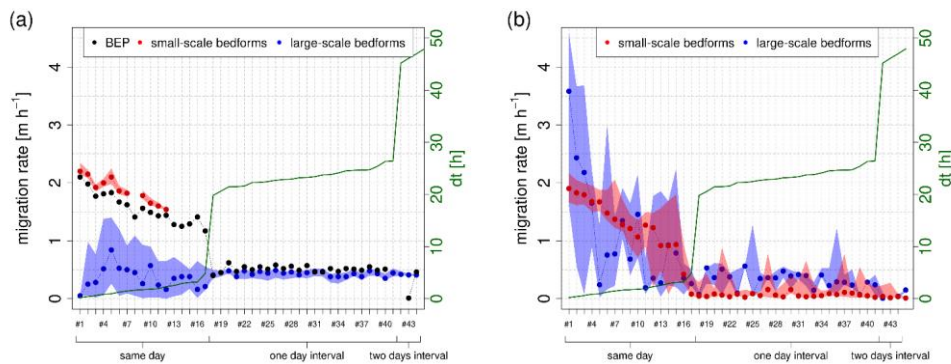 (a)
BEP small-scale bedforms large-scale bedforms
migration rate [m h⁻¹]
4
3
2
1
0
50
40
30
20
10
0
dt [h]
#1 #4 #7 #10 #13 #16 #19 #22 #25 #28 #31 #34 #37 #40 #43
same day one day interval two days interval
(b)
small-scale bedforms large-scale bedforms
migration rate [m h⁻¹]
4
3
2
1
0
50
40
30
20
10
0
dt [h]
#1 #4 #7 #10 #13 #16 #19 #22 #25 #28 #31 #34 #37 #40 #43
same day one day interval two days interval